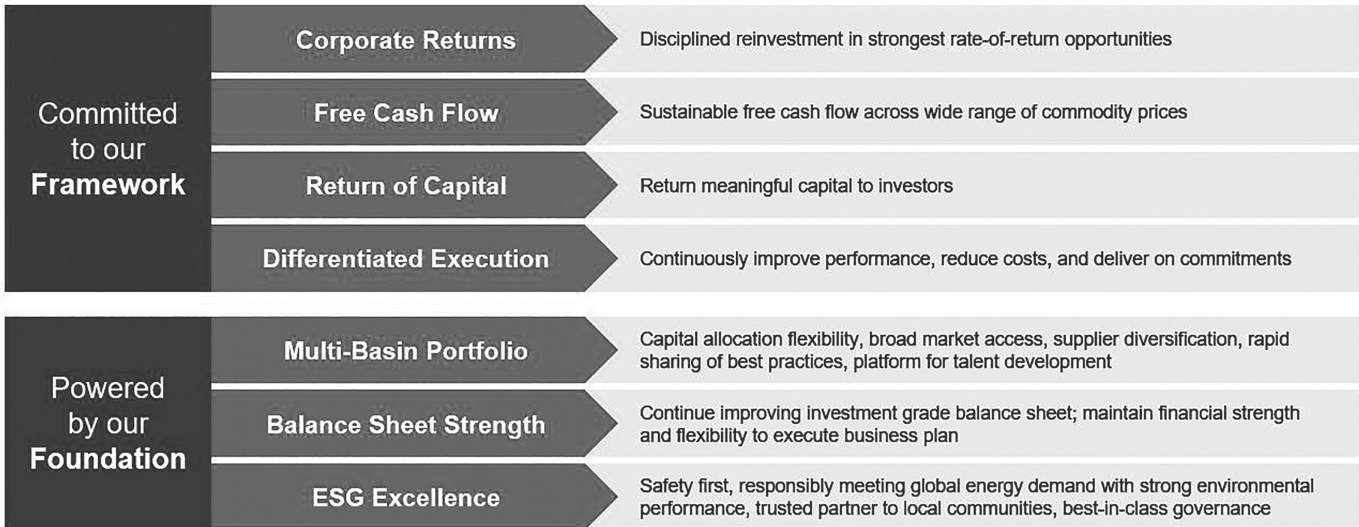 Committed
to our
Framework
Corporate Returns
Disciplined reinvestment in strongest rate-of-return opportunities
Free Cash Flow
Sustainable free cash flow across wide range of commodity prices
Return of Capital
Return meaningful capital to investors
Differentiated Execution
Continuously improve performance, reduce costs, and deliver on commitments
Powered
by our
Foundation
Multi-Basin Portfolio
Capital allocation flexibility, broad market access, supplier diversification, rapid
sharing of best practices, platform for talent development
Balance Sheet Strength
Continue improving investment grade balance sheet; maintain financial strength
and flexibility to execute business plan
ESG Excellence
Safety first, responsibly meeting global energy demand with strong environmental
performance, trusted partner to local communities, best-in-class governance